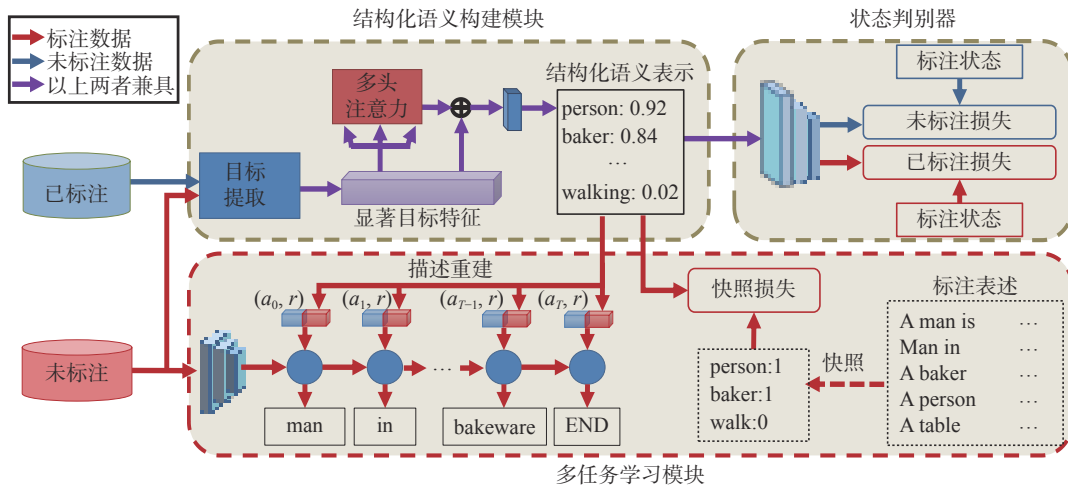 结构化语义构建模块
状态判别器
标注数据
未标注数据
以上两者兼具
多头
注意力
结构化语义表示
person: 0.92
baker: 0.84
…
walking: 0.02
标注状态
未标注损失
已标注损失
标注状态
已标注
目标
提取
显著目标特征
描述重建
(a0, r)
(a1, r)
(aT−1, r)
(aT, r)
快照损失
标注表述
A man is …
Man in …
A baker …
A person …
A table …
快照
person:1
baker:1
walk:0
未标注
…
man
in
bakeware
END
多任务学习模块